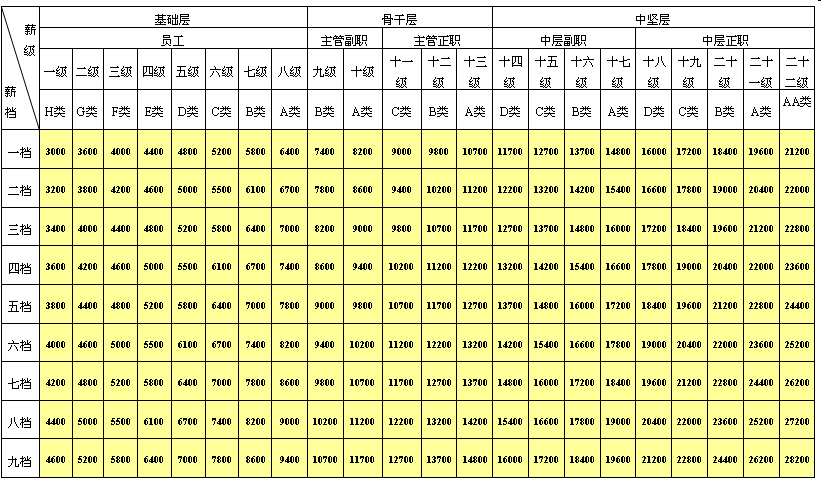 薪级 基础层 骨干层 中坚层
员工 主管副职 主管正职 中层副职 中层正职
薪档 一级 二级 三级 四级 五级 六级 七级 八级 九级 十级 十一级 十二级 十三级 十四级 十五级 十六级 十七级 十八级 十九级 二十级 二十一级 二十二级
H类 G类 F类 E类 D类 C类 B类 A类 B类 A类 C类 B类 A类 D类 C类 B类 A类 D类 C类 B类 A类 AA类
一档 3000 3600 4000 4400 4800 5200 5800 6400 7400 8200 9000 9800 10700 11700 12700 13700 14800 16000 17200 18400 19600 21200
二档 3200 3800 4200 4600 5000 5500 6100 6700 7800 8600 9400 10200 11200 12200 13200 14200 15400 16600 17800 19000 20400 22000
三档 3400 4000 4400 4800 5200 5800 6400 7000 8200 9000 9800 10700 11700 12700 13700 14800 16000 17200 18400 19600 21200 22800
四档 3600 4200 4600 5000 5500 6100 6700 7400 8600 9400 10200 11200 12200 13200 14200 15400 16600 17800 19000 20400 22000 23600
五档 3800 4400 4800 5200 5800 6400 7000 7800 9000 9800 10700 11700 12700 13700 14800 16000 17200 18400 19600 21200 22800 24400
六档 4000 4600 5000 5500 6100 6700 7400 8200 9400 10200 11200 12200 13200 14200 15400 16600 17800 19000 20400 22000 23600 25200
七档 4200 4800 5200 5800 6400 7000 7800 8600 9800 10700 11700 12700 13700 14800 16000 17200 18400 19600 21200 22800 24400 26200
八档 4400 5000 5500 6100 6700 7400 8200 9000 10200 11200 12200 13200 14200 15400 16600 17800 19000 20400 22000 23600 25200 27200
九档 4600 5200 5800 6400 7000 7800 8600 9400 10700 11700 12700 13700 14800 16000 17200 18400 19600 21200 22800 24400 26200 28200